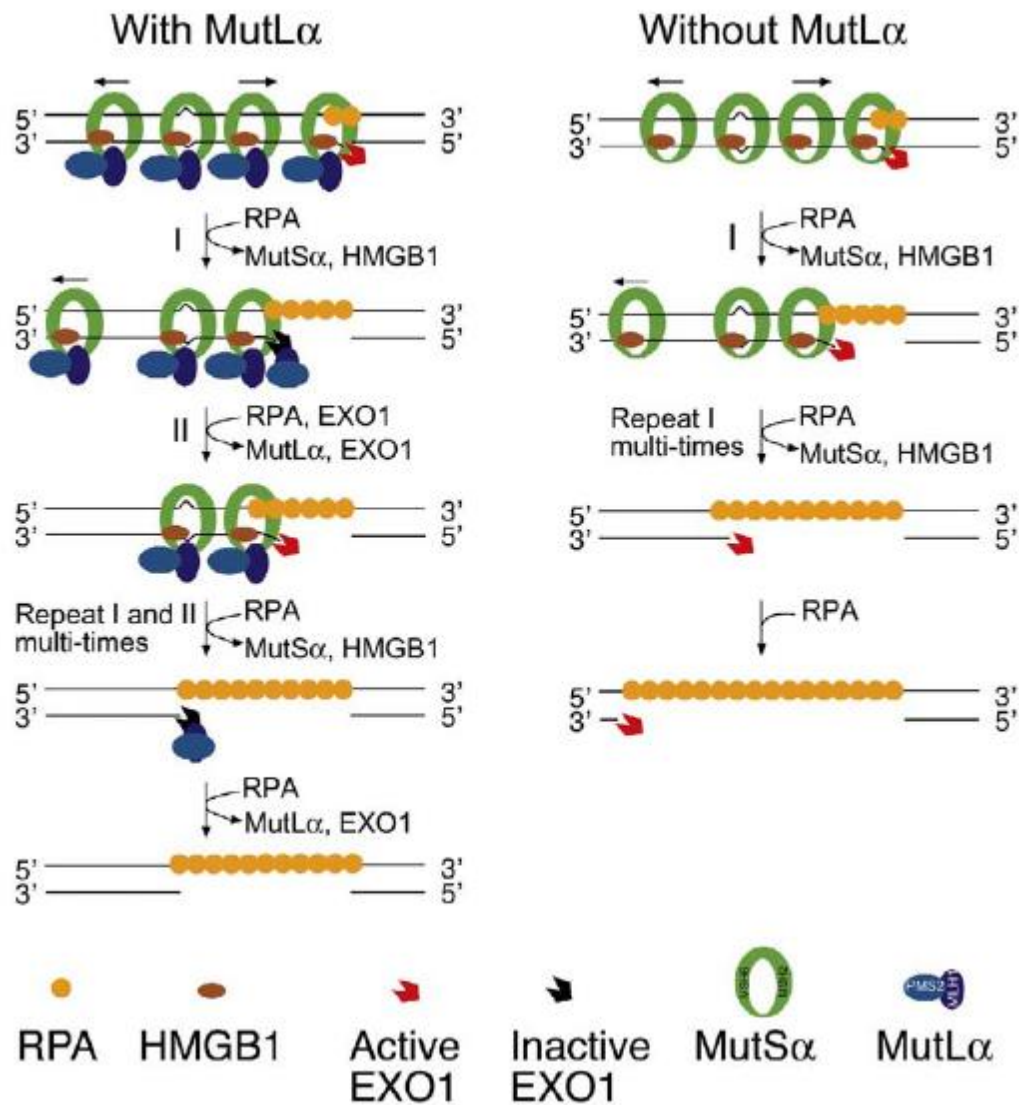 With MutLα
5' 3'
3' 5'
I
RPA
MutSα, HMGB1
5' 3'
3' 5'
II
RPA, EXO1
MutLα, EXO1
5' 3'
3' 5'
Repeat I and II
multi-times
RPA
MutSα, HMGB1
5' 3'
3' 5'
RPA
MutLα, EXO1
5' 3'
3' 5'
Without MutLα
5' 3'
3' 5'
I
RPA
MutSα, HMGB1
5' 3'
3' 5'
Repeat I
multi-times
RPA
MutSα, HMGB1
5' 3'
3' 5'
RPA
5' 3'
3' 5'
MSH6 MSH2
PMS2 MLH1
RPA HMGB1 Active EXO1 Inactive EXO1 MutSα MutLα